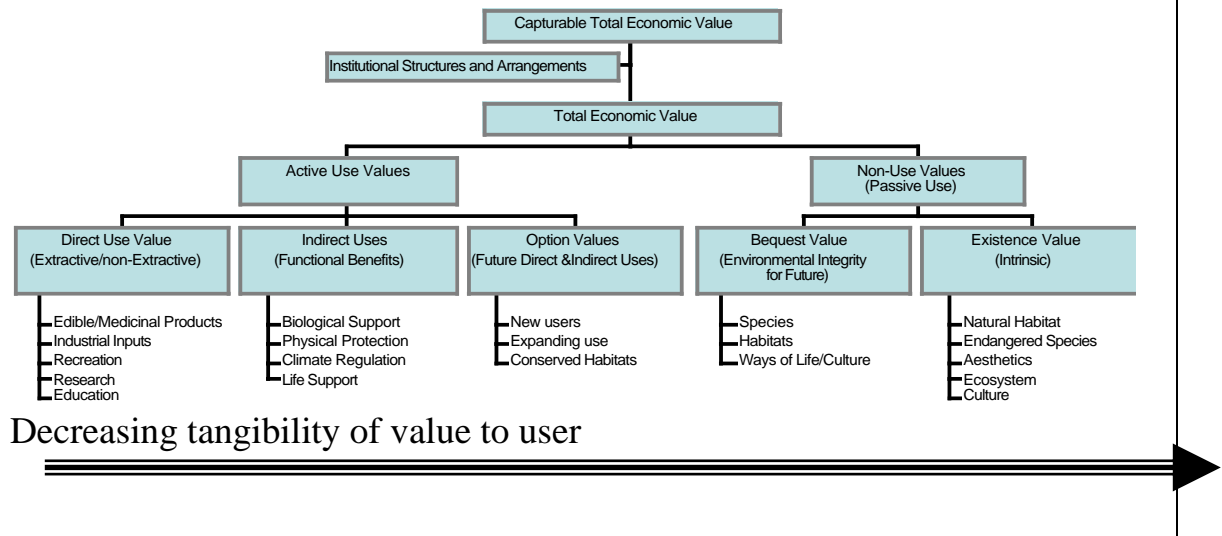 Capturable Total Economic Value
Institutional Structures and Arrangements
Total Economic Value
Active Use Values
Non-Use Values
(Passive Use)
Direct Use Value
(Extractive/non-Extractive)
Indirect Uses
(Functional Benefits)
Option Values
(Future Direct &Indirect Uses)
Bequest Value
(Environmental Integrity
for Future)
Existence Value
(Intrinsic)
Edible/Medicinal Products
Industrial Inputs
Recreation
Research
Education
Biological Support
Physical Protection
Climate Regulation
Life Support
New users
Expanding use
Conserved Habitats
Species
Habitats
Ways of Life/Culture
Natural Habitat
Endangered Species
Aesthetics
Ecosystem
Culture
Decreasing tangibility of value to user